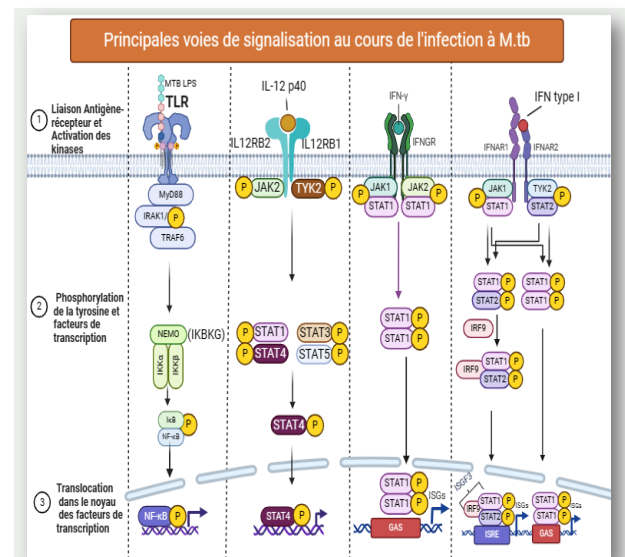 Principales voies de signalisation au cours de l'infection à M.tb
1
Liaison Antigène-
récepteur et
Activation des
kinases
MTB LPS
TLR
P
P
MyD88
IRAK1/
P
TRAF6
IL-12 p40
IL12RB2
IL12RB1
P
JAK2
TYK2
P
IFN-γ
IFNGR
JAK1
JAK2
P
P
STAT1
STAT1
IFN type I
IFNAR1
IFNAR2
JAK1
TYK2
P
P
STAT1
STAT2
2
Phosphorylation
de la tyrosine et
facteurs de
transcription
NEMO
(IKBKG)
IKKα
IKKβ
IκB
P
NF-κB
P
STAT1
STAT3
P
P
STAT4
STAT5
P
STAT4
P
STAT1
P
STAT1
P
STAT1
P
STAT2
P
STAT1
P
STAT1
P
IRF9
IRF9
STAT1
P
STAT2
P
3
Translocation
dans le noyau
des facteurs de
transcription
NF-κB
P
STAT4
P
STAT1
P
STAT1
P
ISGs
GAS
ISGF3
IRF9
STAT1
P
STAT2
P
ISGs
ISRE
STAT1
P
STAT1
P
ISGs
GAS